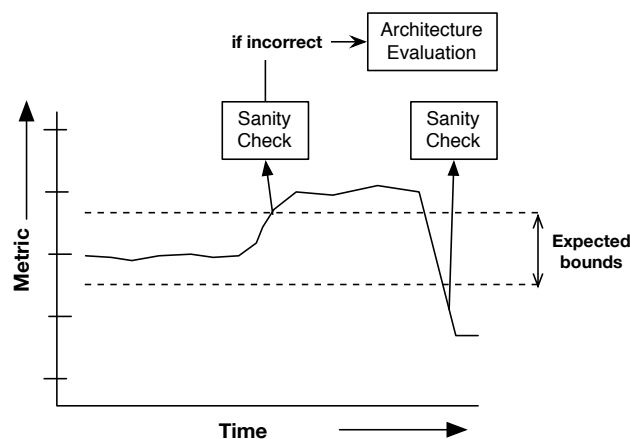 Architecture
Evaluation
if incorrect
Sanity
Check
Sanity
Check
Metric
Expected
bounds
Time